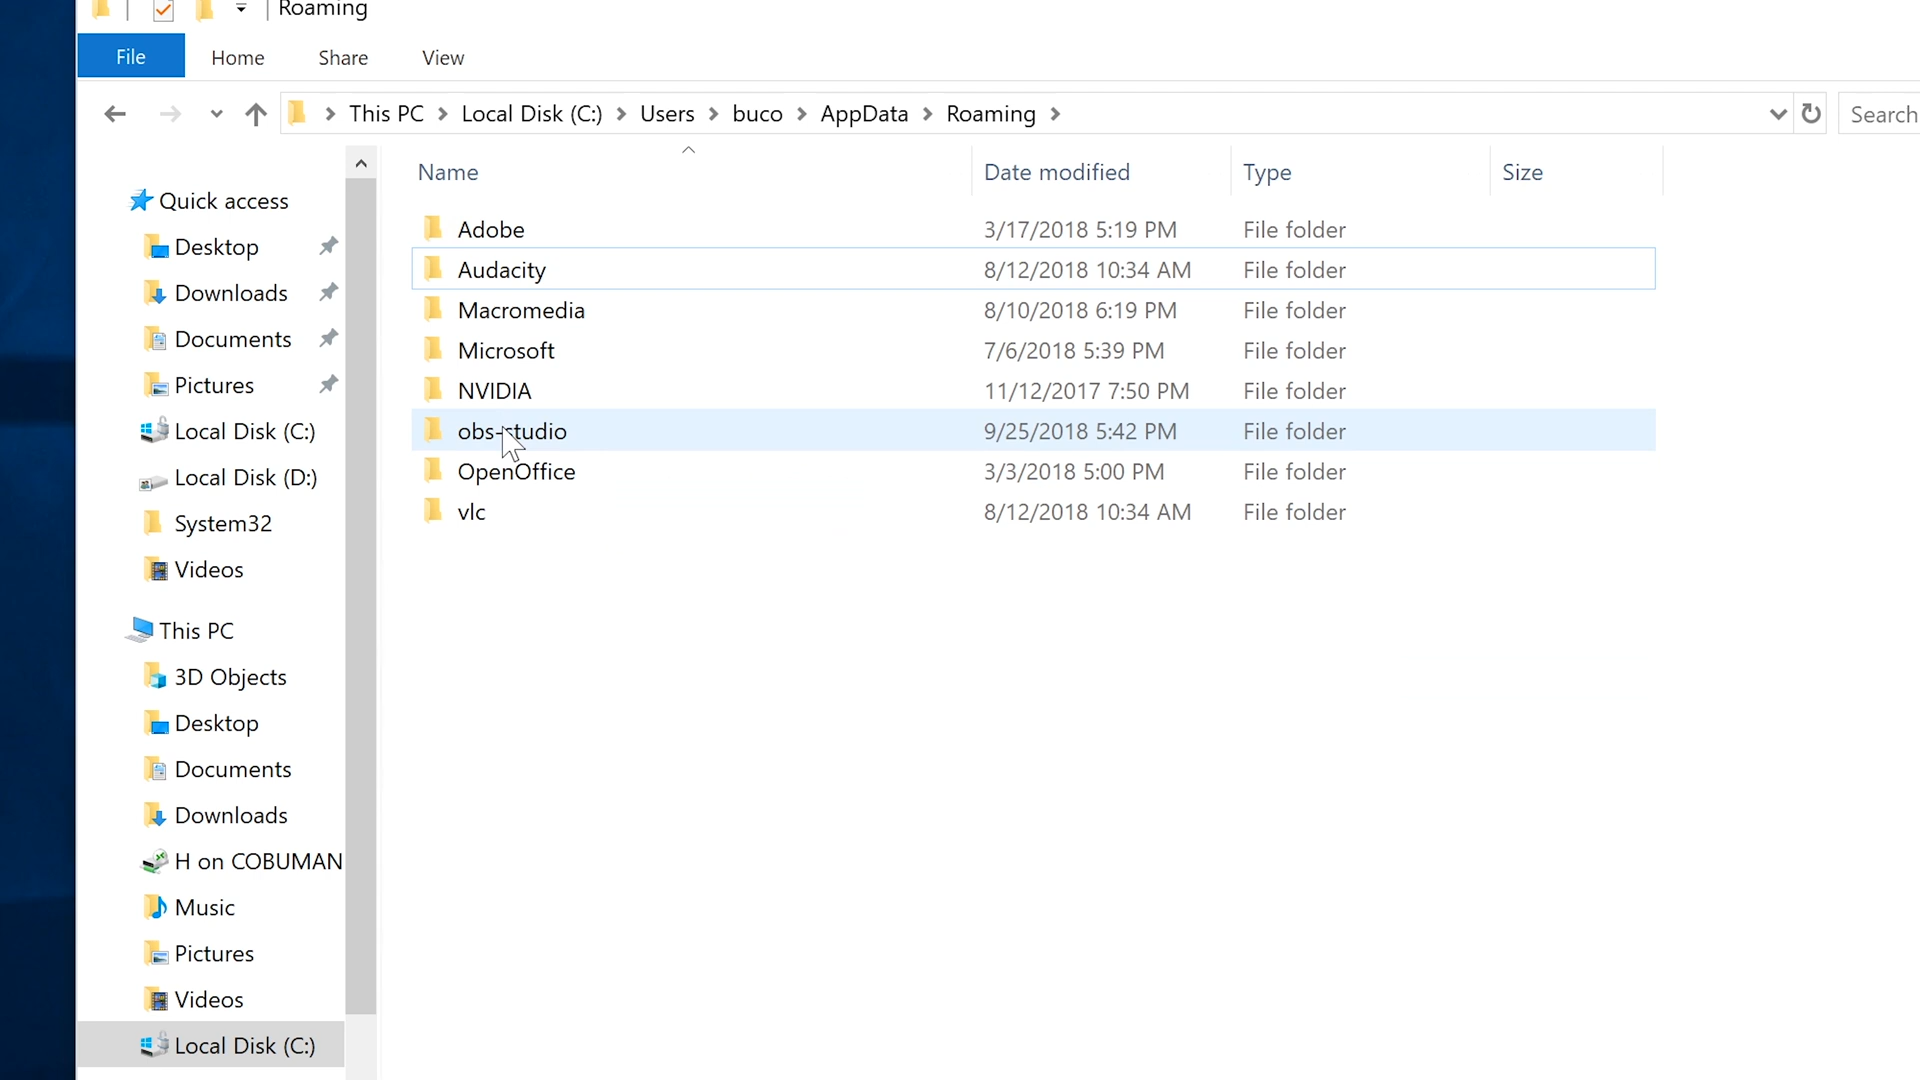 Roaming
File Home Share View
This PC Local Disk (C:) Users buco AppData Roaming Search
Name Date modified Type Size
Quick access
Desktop
Downloads
Documents
Pictures
Local Disk (C:)
Local Disk (D:)
System32
Videos
This PC
3D Objects
Desktop
Documents
Downloads
H on COBUMAN
Music
Pictures
Videos
Local Disk (C:)
Adobe 3/17/2018 5:19 PM File folder
Audacity 8/12/2018 10:34 AM File folder
Macromedia 8/10/2018 6:19 PM File folder
Microsoft 7/6/2018 5:39 PM File folder
NVIDIA 11/12/2017 7:50 PM File folder
obs-studio 9/25/2018 5:42 PM File folder
OpenOffice 3/3/2018 5:00 PM File folder
vlc 8/12/2018 10:34 AM File folder